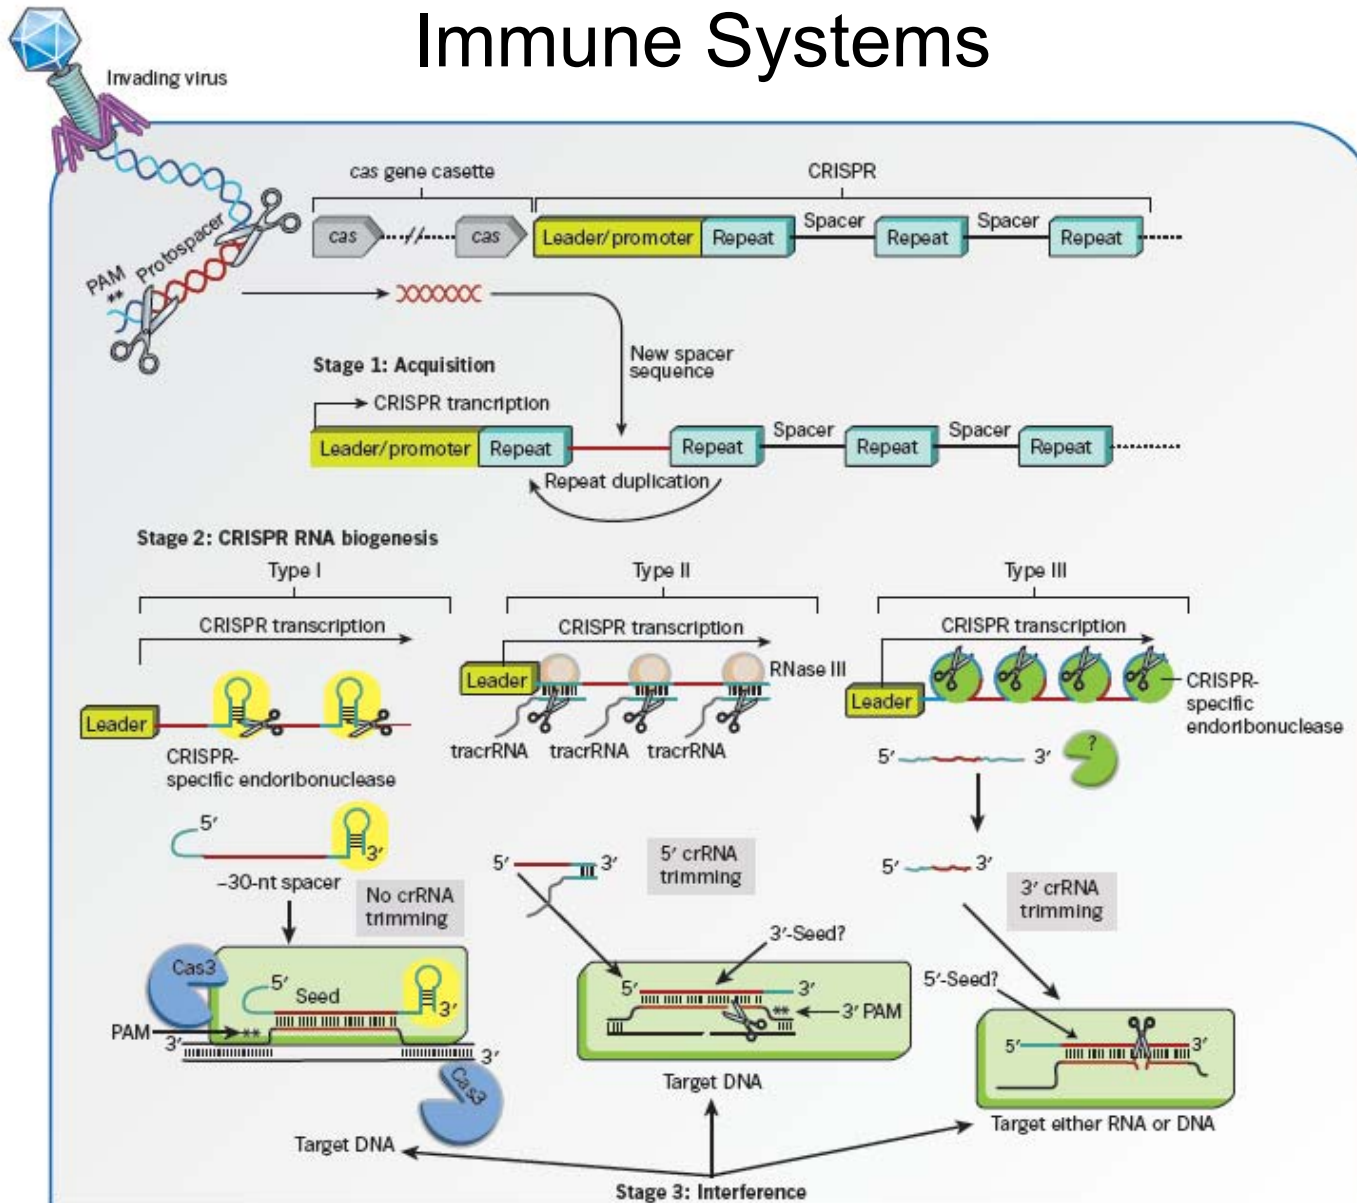 Immune Systems
Invading virus
cas gene casette
CRISPR
PAM
**
Protospacer
cas
cas
Leader/promoter
Repeat
Spacer
Repeat
Spacer
Repeat
New spacer
sequence
Stage 1: Acquisition
CRISPR trancription
Leader/promoter
Repeat
Repeat
Spacer
Repeat
Spacer
Repeat
Repeat duplication
Stage 2: CRISPR RNA biogenesis
Type I
CRISPR transcription
Leader
CRISPR-
specific endoribonuclease
5′
3′
~30-nt spacer
No crRNA
trimming
Cas3
5′
Seed
3′
PAM
**
3′
3′
Cas3
Target DNA
Type II
CRISPR transcription
Leader
RNase III
tracrRNA
tracrRNA
tracrRNA
5′
3′
5′ crRNA
trimming
3′-Seed?
5′
3′
**
3′ PAM
Target DNA
Type III
CRISPR transcription
Leader
CRISPR-
specific
endoribonuclease
5′
3′
?
5′
3′
3′ crRNA
trimming
5′-Seed?
5′
3′
Target either RNA or DNA
Stage 3: Interference